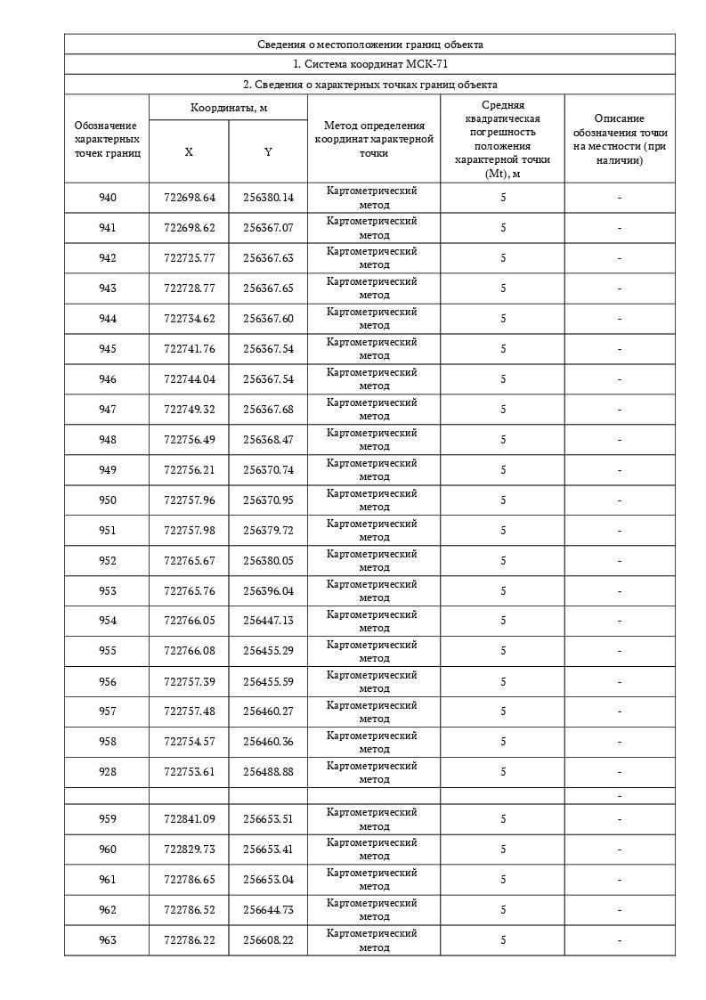 Сведения о местоположении границ объекта
1. Система координат МСК-71
2. Сведения о характерных точках границ объекта
Обозначение характерных точек границ
Координаты, м
X
Y
Метод определения координат характерной точки
Средняя квадратическая погрешность положения характерной точки (Mt), м
Описание обозначения точки на местности (при наличии)
940 722698.64 256380.14 Картометрический метод 5 -
941 722698.62 256367.07 Картометрический метод 5 -
942 722725.77 256367.63 Картометрический метод 5 -
943 722728.77 256367.65 Картометрический метод 5 -
944 722734.62 256367.60 Картометрический метод 5 -
945 722741.76 256367.54 Картометрический метод 5 -
946 722744.04 256367.54 Картометрический метод 5 -
947 722749.32 256367.68 Картометрический метод 5 -
948 722756.49 256368.47 Картометрический метод 5 -
949 722756.21 256370.74 Картометрический метод 5 -
950 722757.96 256370.95 Картометрический метод 5 -
951 722757.98 256379.72 Картометрический метод 5 -
952 722765.67 256380.05 Картометрический метод 5 -
953 722765.76 256396.04 Картометрический метод 5 -
954 722766.05 256447.13 Картометрический метод 5 -
955 722766.08 256455.29 Картометрический метод 5 -
956 722757.39 256455.59 Картометрический метод 5 -
957 722757.48 256460.27 Картометрический метод 5 -
958 722754.57 256460.36 Картометрический метод 5 -
928 722753.61 256488.88 Картометрический метод 5 -
-
959 722841.09 256653.51 Картометрический метод 5 -
960 722829.73 256653.41 Картометрический метод 5 -
961 722786.65 256653.04 Картометрический метод 5 -
962 722786.52 256644.73 Картометрический метод 5 -
963 722786.22 256608.22 Картометрический метод 5 -